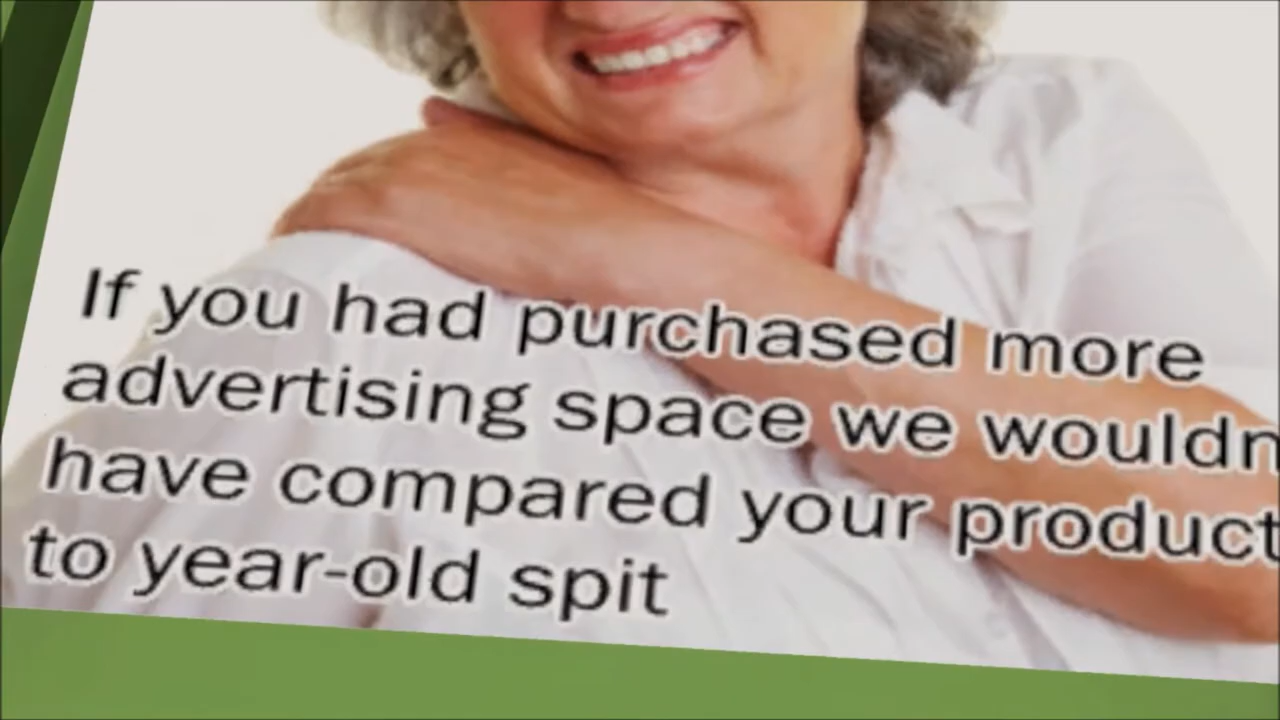 If you had purchased more
advertising space we wouldn
have compared your product
to year-old spit